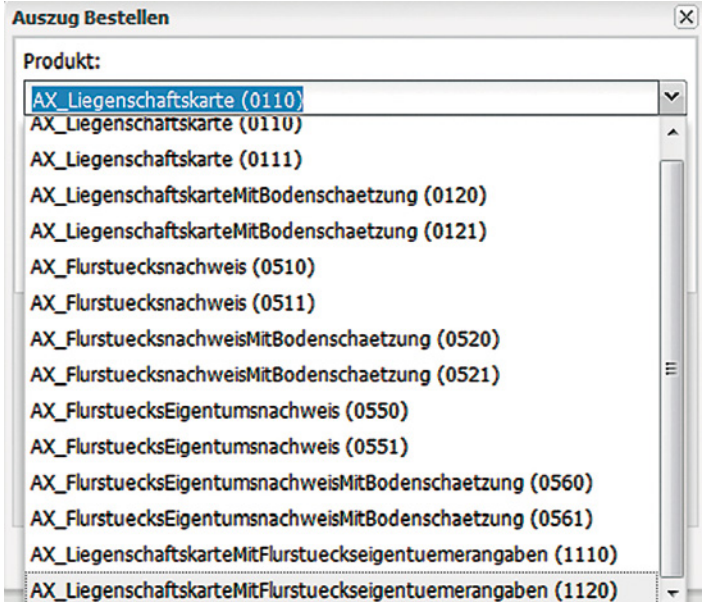 Auszug Bestellen
Produkt:
AX_Liegenschaftskarte (0110)
AX_Liegenschaftskarte (0110)
AX_Liegenschaftskarte (0111)
AX_LiegenschaftskarteMitBodenschaetzung (0120)
AX_LiegenschaftskarteMitBodenschaetzung (0121)
AX_Flurstuecksnachweis (0510)
AX_Flurstuecksnachweis (0511)
AX_FlurstuecksnachweisMitBodenschaetzung (0520)
AX_FlurstuecksnachweisMitBodenschaetzung (0521)
AX_FlurstuecksEigentumsnachweis (0550)
AX_FlurstuecksEigentumsnachweis (0551)
AX_FlurstuecksEigentumsnachweisMitBodenschaetzung (0560)
AX_FlurstuecksEigentumsnachweisMitBodenschaetzung (0561)
AX_LiegenschaftskarteMitFlurstueckseigentuemerangaben (1110)
AX_LiegenschaftskarteMitFlurstueckseigentuemerangaben (1120)